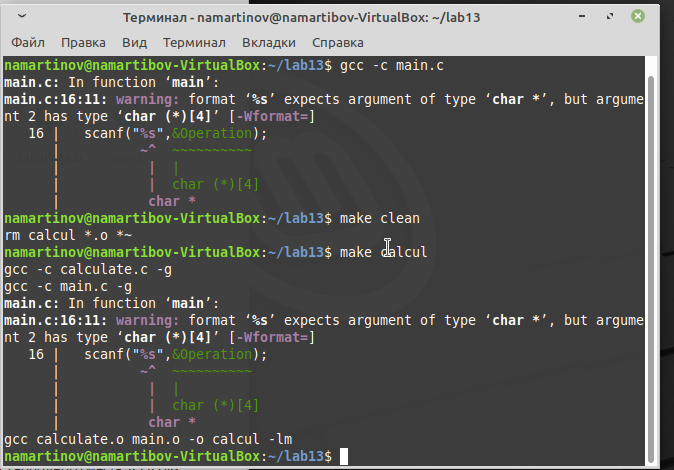 Терминал - namartinov@namartibov-VirtualBox: ~/lab13
Файл Правка Вид Терминал Вкладки Справка
namartinov@namartibov-VirtualBox:~/lab13$ gcc -c main.c
main.c: In function ‘main’:
main.c:16:11: warning: format ‘%s’ expects argument of type ‘char *’, but argume
nt 2 has type ‘char (*)[4]’ [-Wformat=]
   16 |   scanf("%s",&Operation);
      |          ~^  ~~~~~~~~~~
      |           |  |
      |           |  char (*)[4]
      |           char *
namartinov@namartibov-VirtualBox:~/lab13$ make clean
rm calcul *.o *~
namartinov@namartibov-VirtualBox:~/lab13$ make calcul
gcc -c calculate.c -g
gcc -c main.c -g
main.c: In function ‘main’:
main.c:16:11: warning: format ‘%s’ expects argument of type ‘char *’, but argume
nt 2 has type ‘char (*)[4]’ [-Wformat=]
   16 |   scanf("%s",&Operation);
      |          ~^  ~~~~~~~~~~
      |           |  |
      |           |  char (*)[4]
      |           char *
gcc calculate.o main.o -o calcul -lm
namartinov@namartibov-VirtualBox:~/lab13$